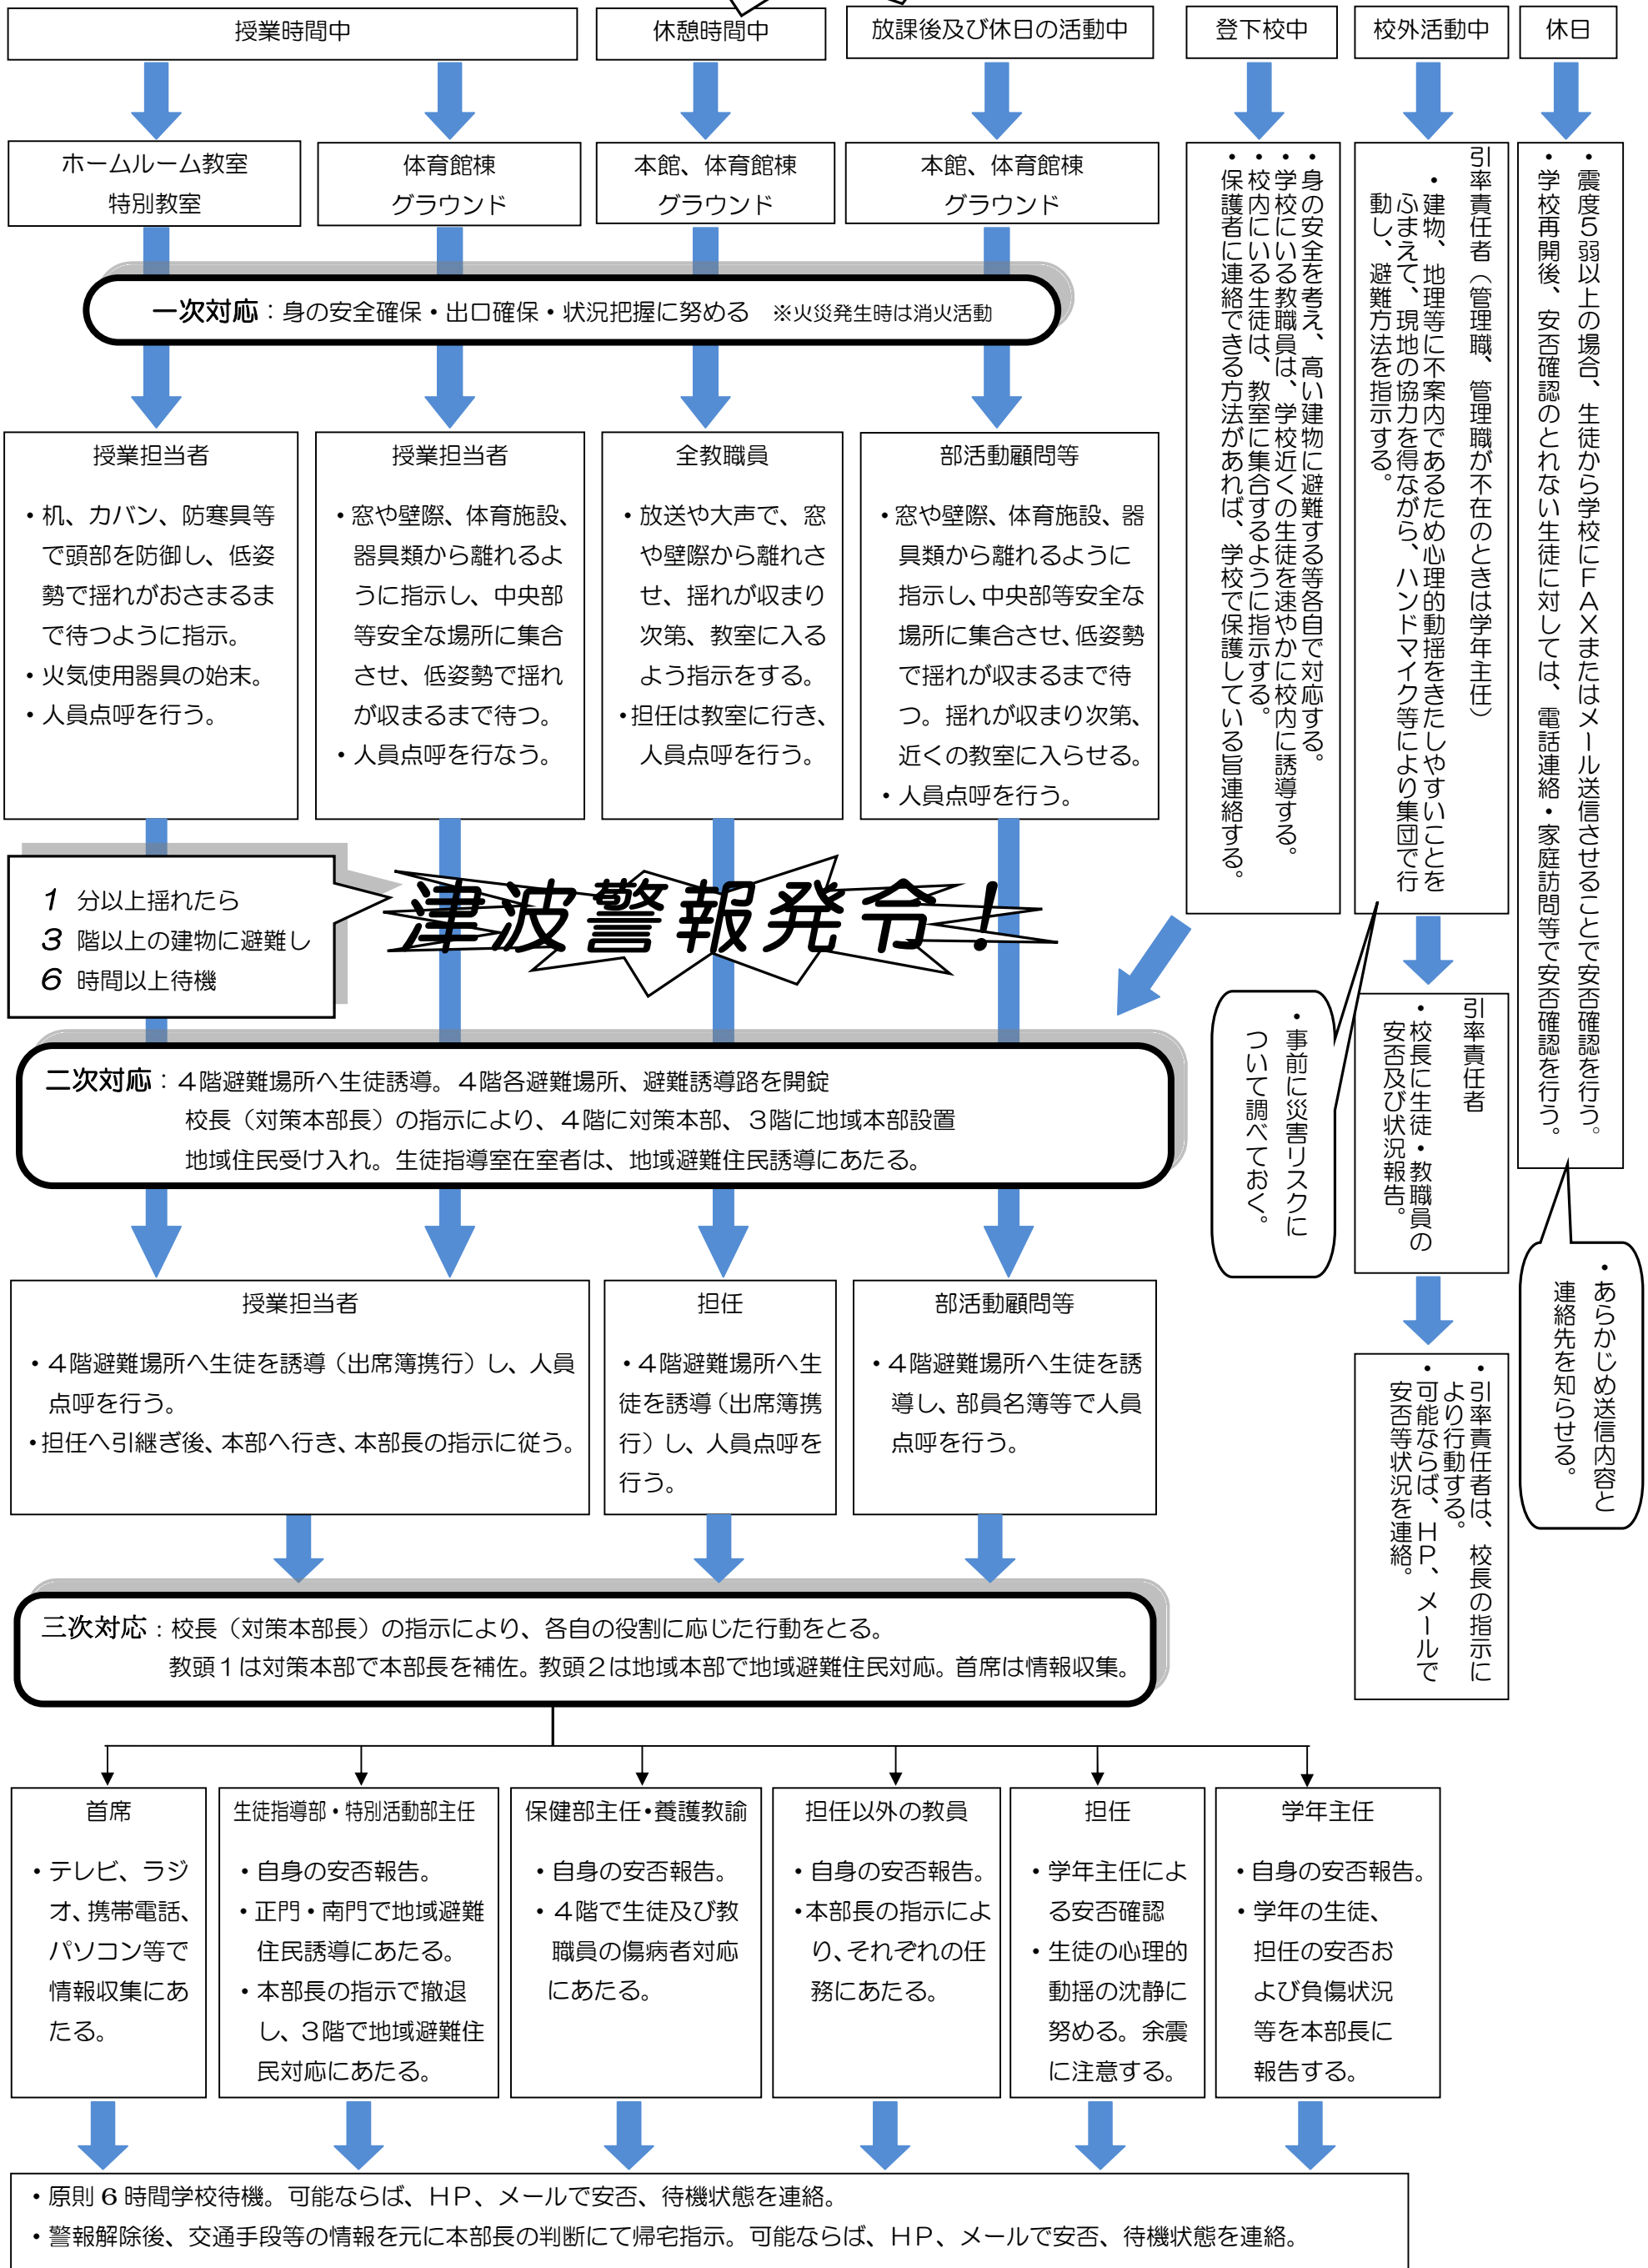 授業時間中
休憩時間中
放課後及び休日の活動中
登下校中
校外活動中
休日
ホームルーム教室
特別教室
体育館棟
グラウンド
本館、体育館棟
グラウンド
本館、体育館棟
グラウンド
一次対応：身の安全確保・出口確保・状況把握に努める　※火災発生時は消火活動
授業担当者
・机、カバン、防寒具等
で頭部を防御し、低姿
勢で揺れがおさまるま
で待つように指示。
・火気使用器具の始末。
・人員点呼を行う。
授業担当者
・窓や壁際、体育施設、
器具類から離れるよ
うに指示し、中央部
等安全な場所に集合
させ、低姿勢で揺れ
が収まるまで待つ。
・人員点呼を行なう。
全教職員
・放送や大声で、窓
や壁際から離れさ
せ、揺れが収まり
次第、教室に入る
よう指示をする。
・担任は教室に行き、
人員点呼を行う。
部活動顧問等
・窓や壁際、体育施設、器
具類から離れるように
指示し、中央部等安全な
場所に集合させ、低姿勢
で揺れが収まるまで待
つ。揺れが収まり次第、
近くの教室に入らせる。
・人員点呼を行う。
・身の安全を考え、高い建物に避難する等各自で対応する。
・学校にいる教職員は、学校近くの生徒を速やかに校内に誘導する。
・校内にいる生徒は、教室に集合するように指示する。
・保護者に連絡できる方法があれば、学校で保護している旨連絡する。
引率責任者（管理職、管理職が不在のときは学年主任）
・建物、地理等に不案内であるため心理的動揺をきたしやすいことを
ふまえて、現地の協力を得ながら、ハンドマイク等により集団で行
動し、避難方法を指示する。
・震度５弱以上の場合、生徒から学校にＦＡＸまたはメール送信させることで安否確認を行う。
・学校再開後、安否確認のとれない生徒に対しては、電話連絡・家庭訪問等で安否確認を行う。
1 分以上揺れたら
3 階以上の建物に避難し
6 時間以上待機
津波警報発令！
二次対応：４階避難場所へ生徒誘導。４階各避難場所、避難誘導路を開錠
校長（対策本部長）の指示により、４階に対策本部、３階に地域本部設置
地域住民受け入れ。生徒指導室在室者は、地域避難住民誘導にあたる。
・事前に災害リスクに
ついて調べておく。
引率責任者
・校長に生徒・教職員の
安否及び状況報告。
・あらかじめ送信内容と
連絡先を知らせる。
授業担当者
・４階避難場所へ生徒を誘導（出席簿携行）し、人員
点呼を行う。
・担任へ引継ぎ後、本部へ行き、本部長の指示に従う。
担任
・４階避難場所へ生
徒を誘導（出席簿携
行）し、人員点呼を
行う。
部活動顧問等
・４階避難場所へ生徒を誘
導し、部員名簿等で人員
点呼を行う。
・引率責任者は、校長の指示に
より行動する。
・可能ならば、ＨＰ、メールで
安否等状況を連絡。
三次対応：校長（対策本部長）の指示により、各自の役割に応じた行動をとる。
教頭１は対策本部で本部長を補佐。教頭２は地域本部で地域避難住民対応。首席は情報収集。
首席
・テレビ、ラジ
オ、携帯電話、
パソコン等で
情報収集にあ
たる。
生徒指導部・特別活動部主任
・自身の安否報告。
・正門・南門で地域避難
住民誘導にあたる。
・本部長の指示で撤退
し、３階で地域避難住
民対応にあたる。
保健部主任・養護教諭
・自身の安否報告。
・４階で生徒及び教
職員の傷病者対応
にあたる。
担任以外の教員
・自身の安否報告。
・本部長の指示によ
り、それぞれの任
務にあたる。
担任
・学年主任によ
る安否確認
・生徒の心理的
動揺の沈静に
努める。余震
に注意する。
学年主任
・自身の安否報告。
・学年の生徒、
担任の安否お
よび負傷状況
等を本部長に
報告する。
・原則６時間学校待機。可能ならば、ＨＰ、メールで安否、待機状態を連絡。
・警報解除後、交通手段等の情報を元に本部長の判断にて帰宅指示。可能ならば、ＨＰ、メールで安否、待機状態を連絡。